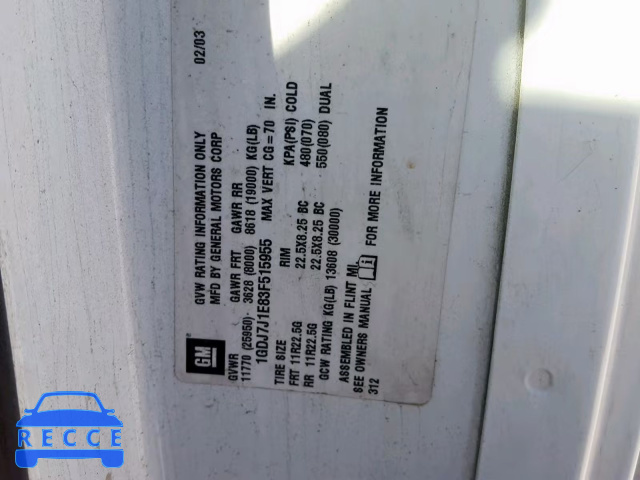 GVW RATING INFORMATION ONLY
MFD BY GENERAL MOTORS CORP 02/03
GM
GVWR GAWR FRT GAWR RR
11770 (25950) 3628 (8000) 8618 (19000) KG(LB)
1GDJ7J1E83F515955 MAX VERT CG=70 IN.
TIRE SIZE RIM KPA(PSI) COLD
FRT 11R22.5G 22.5X8.25 BC 480(070)
RR 11R22.5G 22.5X8.25 BC 550(080) DUAL
GCW RATING KG(LB) 13608 (30000)
ASSEMBLED IN FLINT MI.
SEE OWNERS MANUAL FOR MORE INFORMATION
312
RECCE